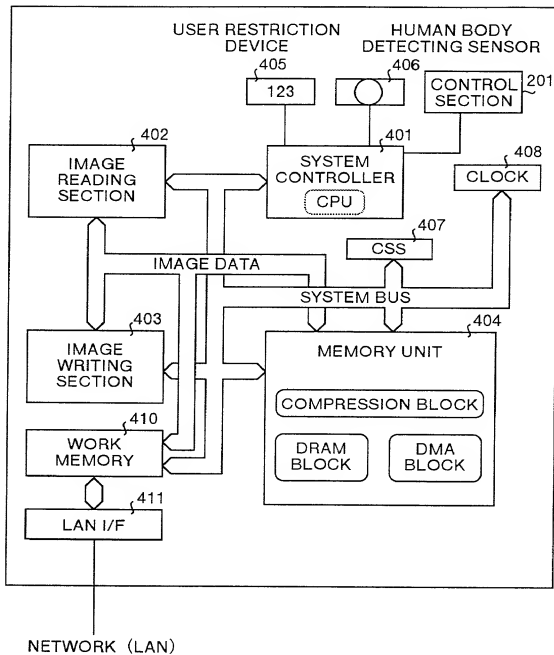 USER RESTRICTION
DEVICE
HUMAN BODY
DETECTING SENSOR
405
123
406
CONTROL
SECTION
201
402
IMAGE
READING
SECTION
401
SYSTEM
CONTROLLER
CPU
408
CLOCK
407
CSS
IMAGE DATA
SYSTEM BUS
403
IMAGE
WRITING
SECTION
404
MEMORY UNIT
COMPRESSION BLOCK
DRAM
BLOCK
DMA
BLOCK
410
WORK
MEMORY
411
LAN I/F
NETWORK (LAN)